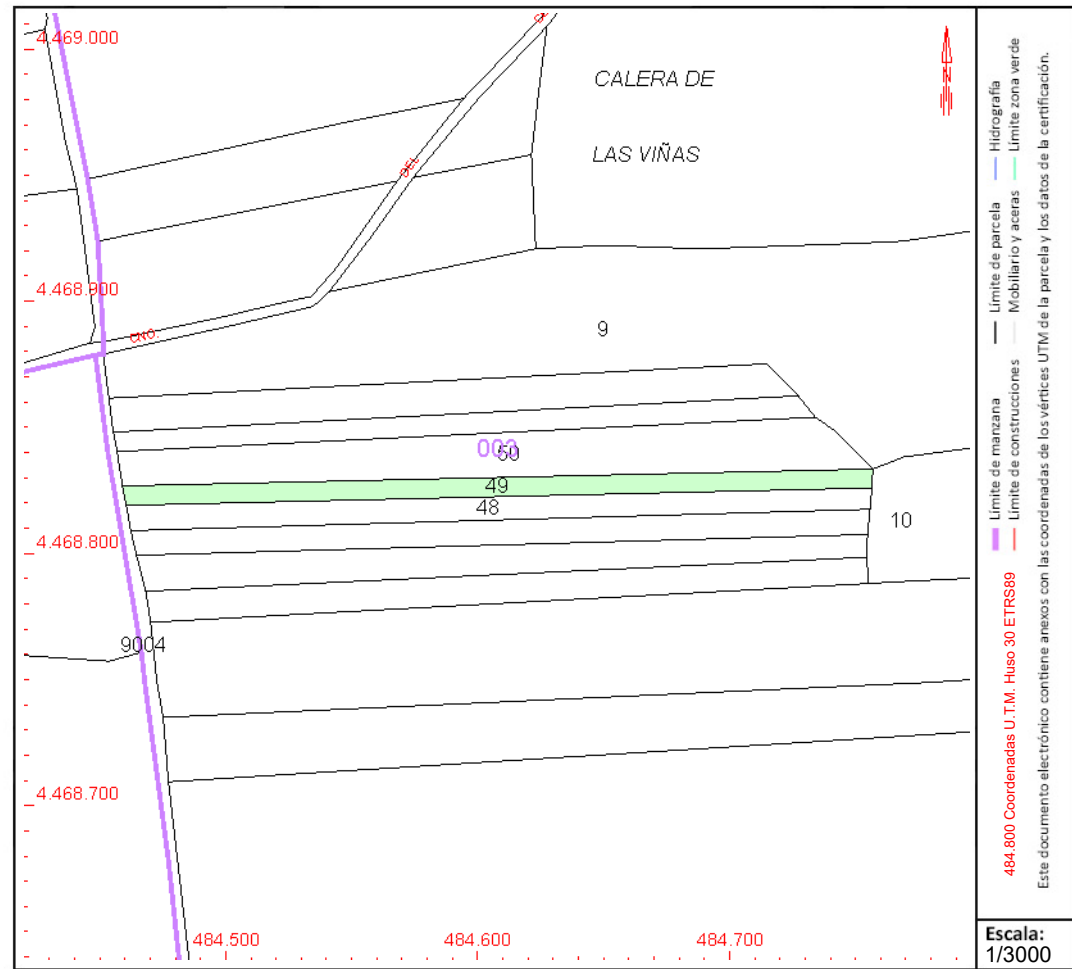 4.469.000
CALERA DE
LAS VIÑAS
DEL
4.468.900
CNO.
9
003
50
49
48
10
4.468.800
9004
4.468.700
484.500
484.600
484.700
N
Límite de manzana
Límite de parcela
Hidrografía
Límite de construcciones
Mobiliario y aceras
Límite zona verde
484.800 Coordenadas U.T.M. Huso 30 ETRS89
Este documento electrónico contiene anexos con las coordenadas de los vértices UTM de la parcela y los datos de la certificación.
Escala:
1/3000